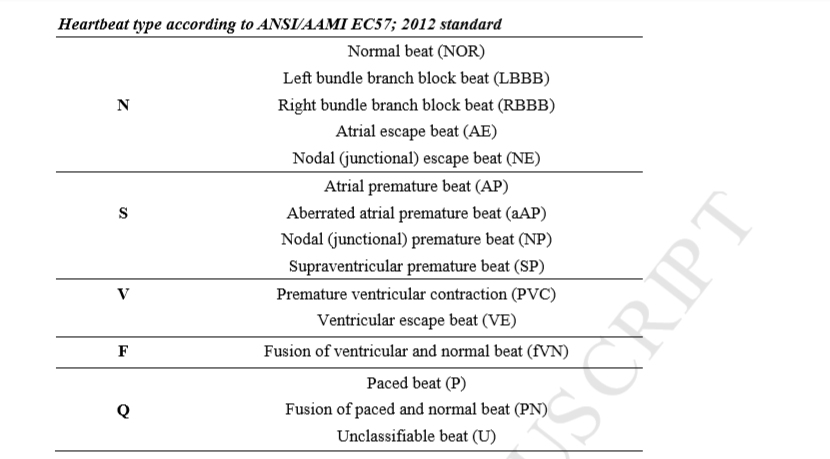 Heartbeat type according to ANSI/AAMI EC57; 2012 standard
Normal beat (NOR)
Left bundle branch block beat (LBBB)
N Right bundle branch block beat (RBBB)
Atrial escape beat (AE)
Nodal (junctional) escape beat (NE)
Atrial premature beat (AP)
S Aberrated atrial premature beat (aAP)
Nodal (junctional) premature beat (NP)
Supraventricular premature beat (SP)
V Premature ventricular contraction (PVC)
Ventricular escape beat (VE)
F Fusion of ventricular and normal beat (fVN)
Paced beat (P)
Q Fusion of paced and normal beat (PN)
Unclassifiable beat (U)
USCRIPT